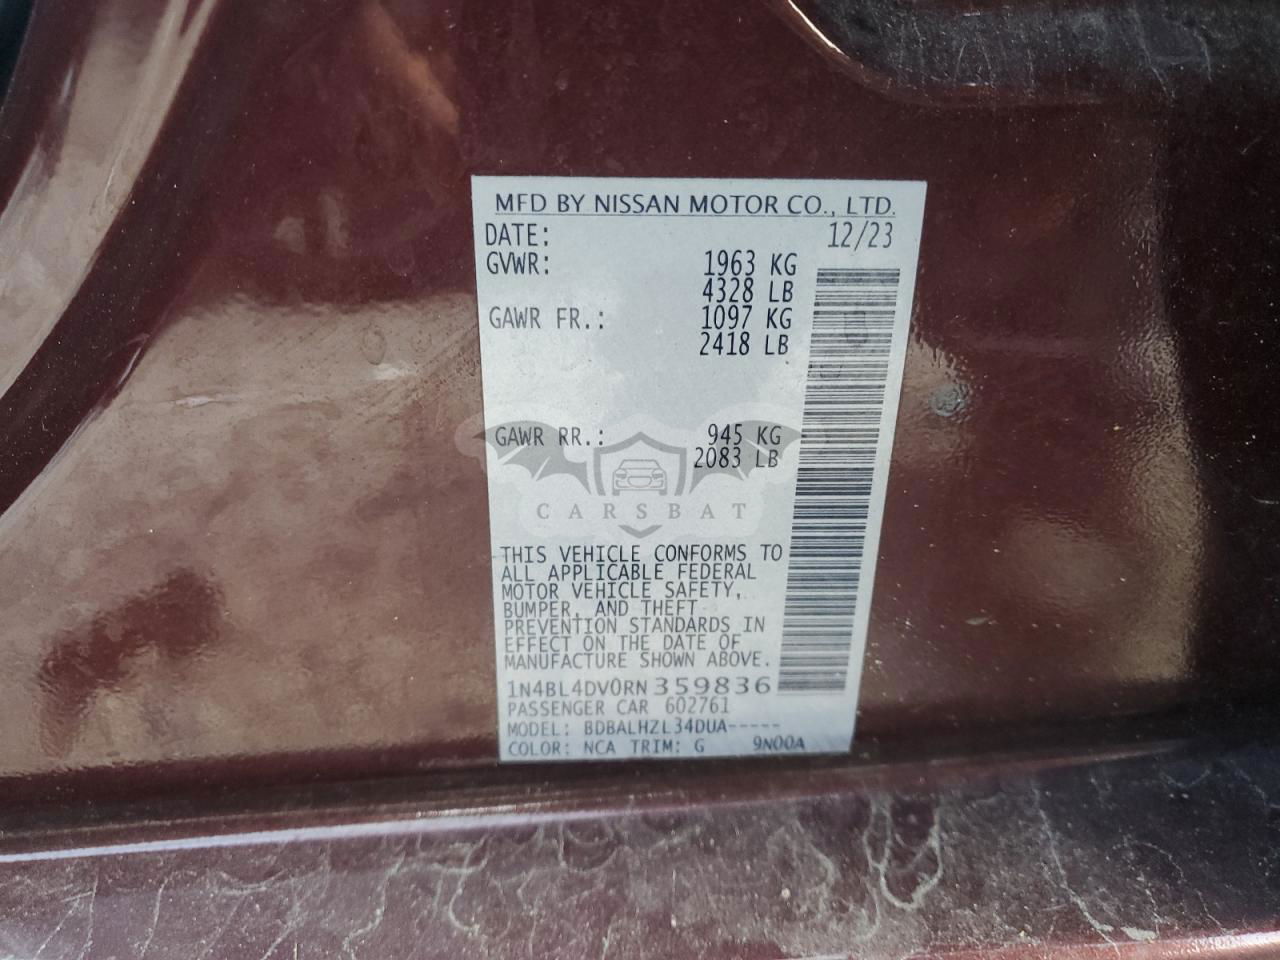 MFD BY NISSAN MOTOR CO., LTD.
DATE: 12/23
GVWR: 1963 KG
4328 LB
GAWR FR.: 1097 KG
2418 LB
GAWR RR.: 945 KG
2083 LB
CARSBAT
THIS VEHICLE CONFORMS TO
ALL APPLICABLE FEDERAL
MOTOR VEHICLE SAFETY,
BUMPER, AND THEFT
PREVENTION STANDARDS IN
EFFECT ON THE DATE OF
MANUFACTURE SHOWN ABOVE.
1N4BL4DV0RN359836
PASSENGER CAR 602761
MODEL: BDBALHZL34DUA-----
COLOR: NCA TRIM: G 9N00A